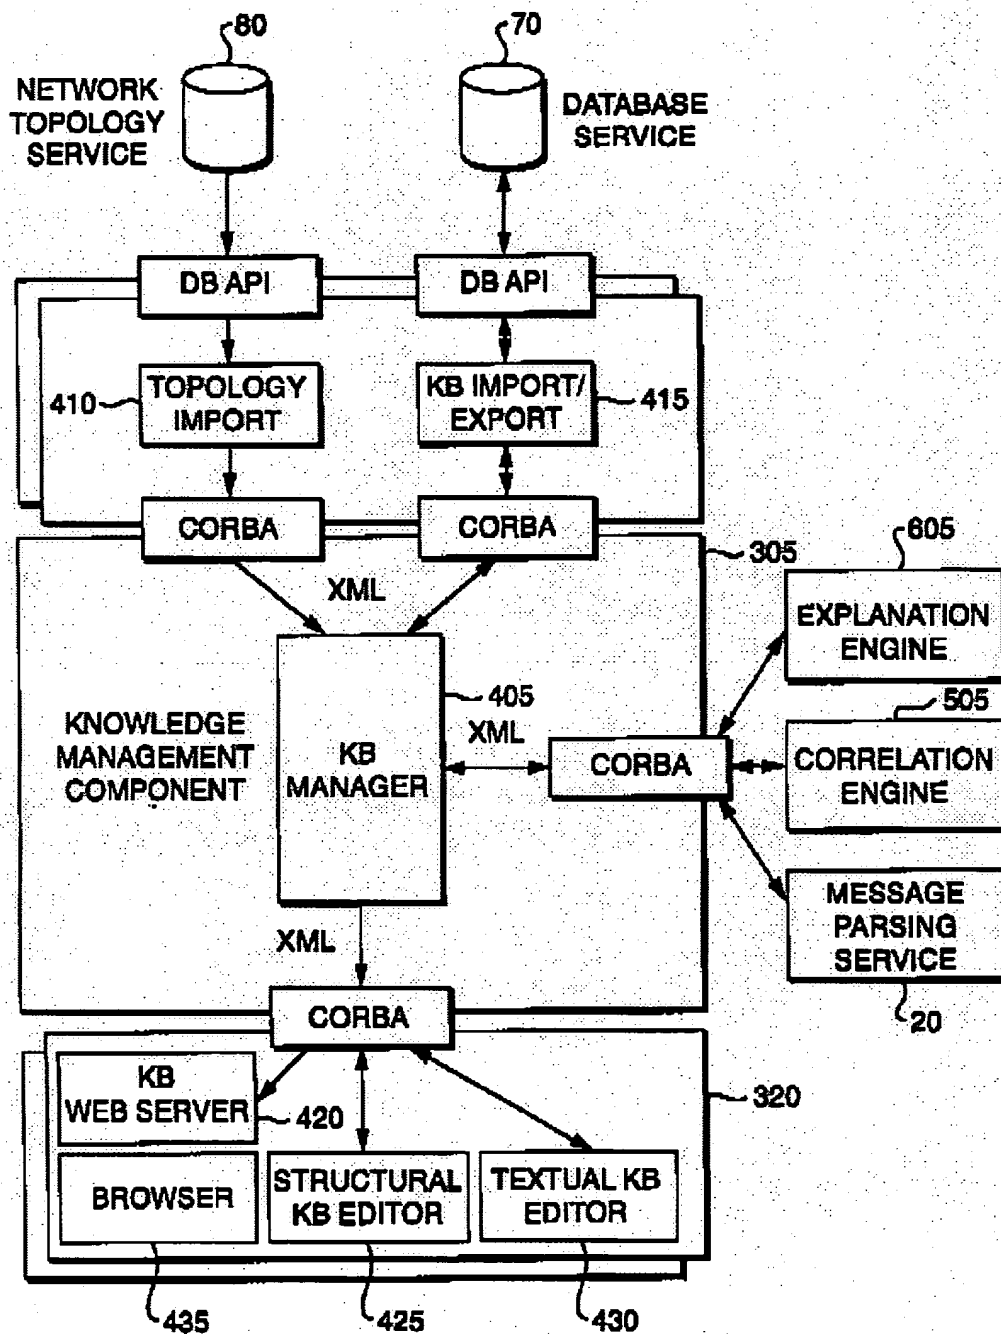 80
70
NETWORK
TOPOLOGY
SERVICE
DATABASE
SERVICE
DB API
DB API
410
TOPOLOGY
IMPORT
KB IMPORT/
EXPORT
415
CORBA
CORBA
305
605
XML
EXPLANATION
ENGINE
405
505
KNOWLEDGE
MANAGEMENT
COMPONENT
KB
MANAGER
XML
CORBA
CORRELATION
ENGINE
MESSAGE
PARSING
SERVICE
XML
20
CORBA
KB
WEB SERVER
420
320
BROWSER
STRUCTURAL
KB EDITOR
TEXTUAL KB
EDITOR
435
425
430